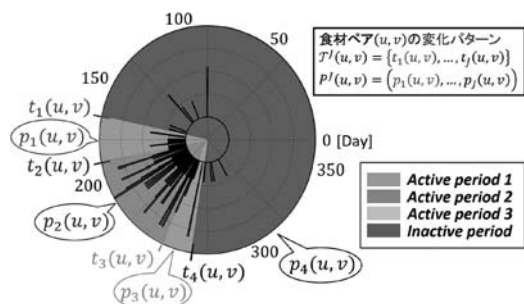 100
50
150
0 [Day]
350
300
200
t₁(u, v)
p₁(u, v)
t₂(u, v)
p₂(u, v)
t₃(u, v)
p₃(u, v)
t₄(u, v)
p₄(u, v)
食材ペア(u, v)の変化パターン
𝒯ᴶ(u, v) = {t₁(u, v), …, t_J(u, v)}
Pᴶ(u, v) = (p₁(u, v), …, p_J(u, v))
Active period 1
Active period 2
Active period 3
Inactive period